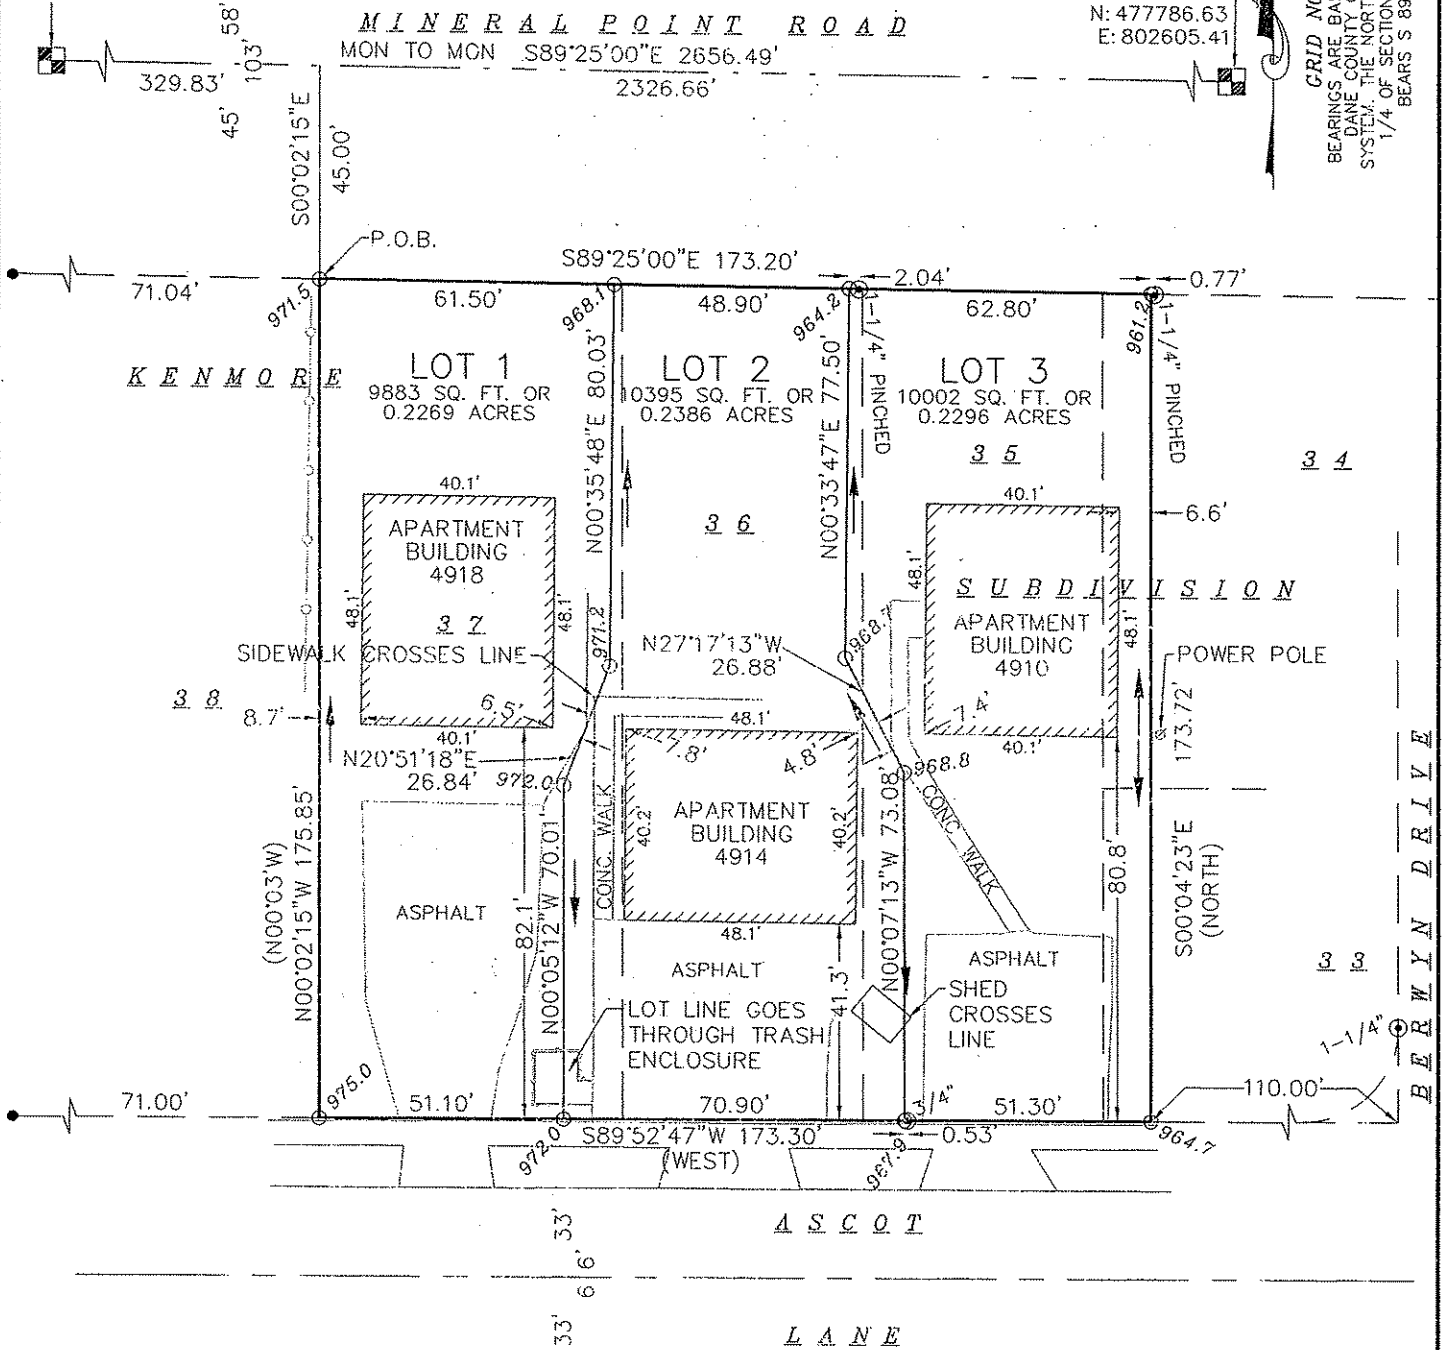 MINERAL POINT ROAD
MON TO MON S89°25'00"E 2656.49'
329.83'
2326.66'
58'
103'
45'
N: 477786.63
E: 802605.41
GRID NO
BEARINGS ARE BA
DANE COUNTY
SYSTEM. THE NORT
1/4 OF SECTION
BEARS S 89
S00°02'15"E
45.00'
P.O.B.
S89°25'00"E 173.20'
2.04'
0.77'
71.04'
61.50'
48.90'
62.80'
971.5
968.1
964.2
961.2
1-1/4" PINCHED
1-1/4" PINCHED
KENMORE
LOT 1
9883 SQ. FT. OR
0.2269 ACRES
LOT 2
10395 SQ. FT. OR
0.2386 ACRES
LOT 3
10002 SQ. FT. OR
0.2296 ACRES
N00°35'48"E 80.03'
N00°33'47"E 77.50'
35
34
36
40.1'
APARTMENT
BUILDING
4918
48.1'
48.1'
37
40.1'
6.6'
SUBDIVISION
48.1'
APARTMENT
BUILDING
4910
48.1'
40.1'
SIDEWALK CROSSES LINE
971.2
N27°17'13"W
26.88'
968.7
POWER POLE
38
8.7'
40.1'
6.5'
N20°51'18"E
26.84'
972.0
48.1'
7.8'
4.8'
7.4'
968.8
173.72'
APARTMENT
BUILDING
4914
40.2'
40.2'
48.1'
CONC. WALK
CONC. WALK
(N00°03'W)
N00°02'15"W 175.85'
ASPHALT
82.1'
N00°05'12"W 70.01'
ASPHALT
41.3'
N00°07'13"W 73.08'
ASPHALT
80.8'
S00°04'23"E
(NORTH)
33
BERWYN DRIVE
LOT LINE GOES
THROUGH TRASH
ENCLOSURE
SHED
CROSSES
LINE
1-1/4"
975.0
71.00'
51.10'
70.90'
3/4"
51.30'
110.00'
972.0
S89°52'47"W 173.30'
(WEST)
967.9
0.53'
964.7
33'
66'
33'
ASCOT
LANE